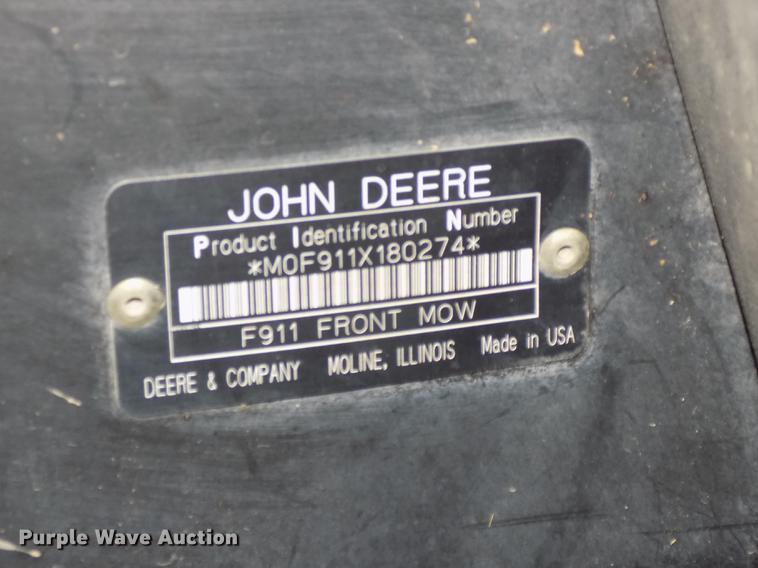 JOHN DEERE
Product Identification Number
*M0F911X180274*
F911 FRONT MOW
DEERE & COMPANY MOLINE, ILLINOIS Made in USA
Purple Wave Auction